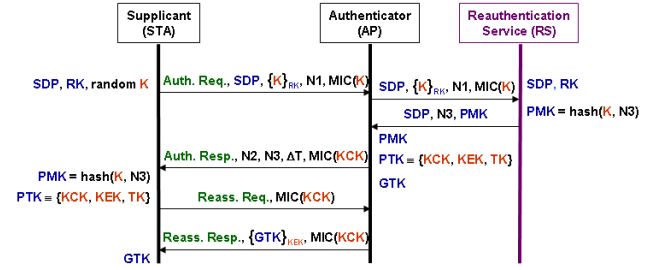 Supplicant
(STA)
Authenticator
(AP)
Reauthentication
Service (RS)
SDP, RK, random K
Auth. Req., SDP, {K}RK, N1, MIC(K)
SDP, {K}RK, N1, MIC(K)
SDP, RK
SDP, N3, PMK
PMK = hash(K, N3)
PMK
Auth. Resp., N2, N3, ΔT, MIC(KCK)
PTK ≡ {KCK, KEK, TK}
PMK = hash(K, N3)
GTK
PTK ≡ {KCK, KEK, TK}
Reass. Req., MIC(KCK)
Reass. Resp., {GTK}KEK, MIC(KCK)
GTK